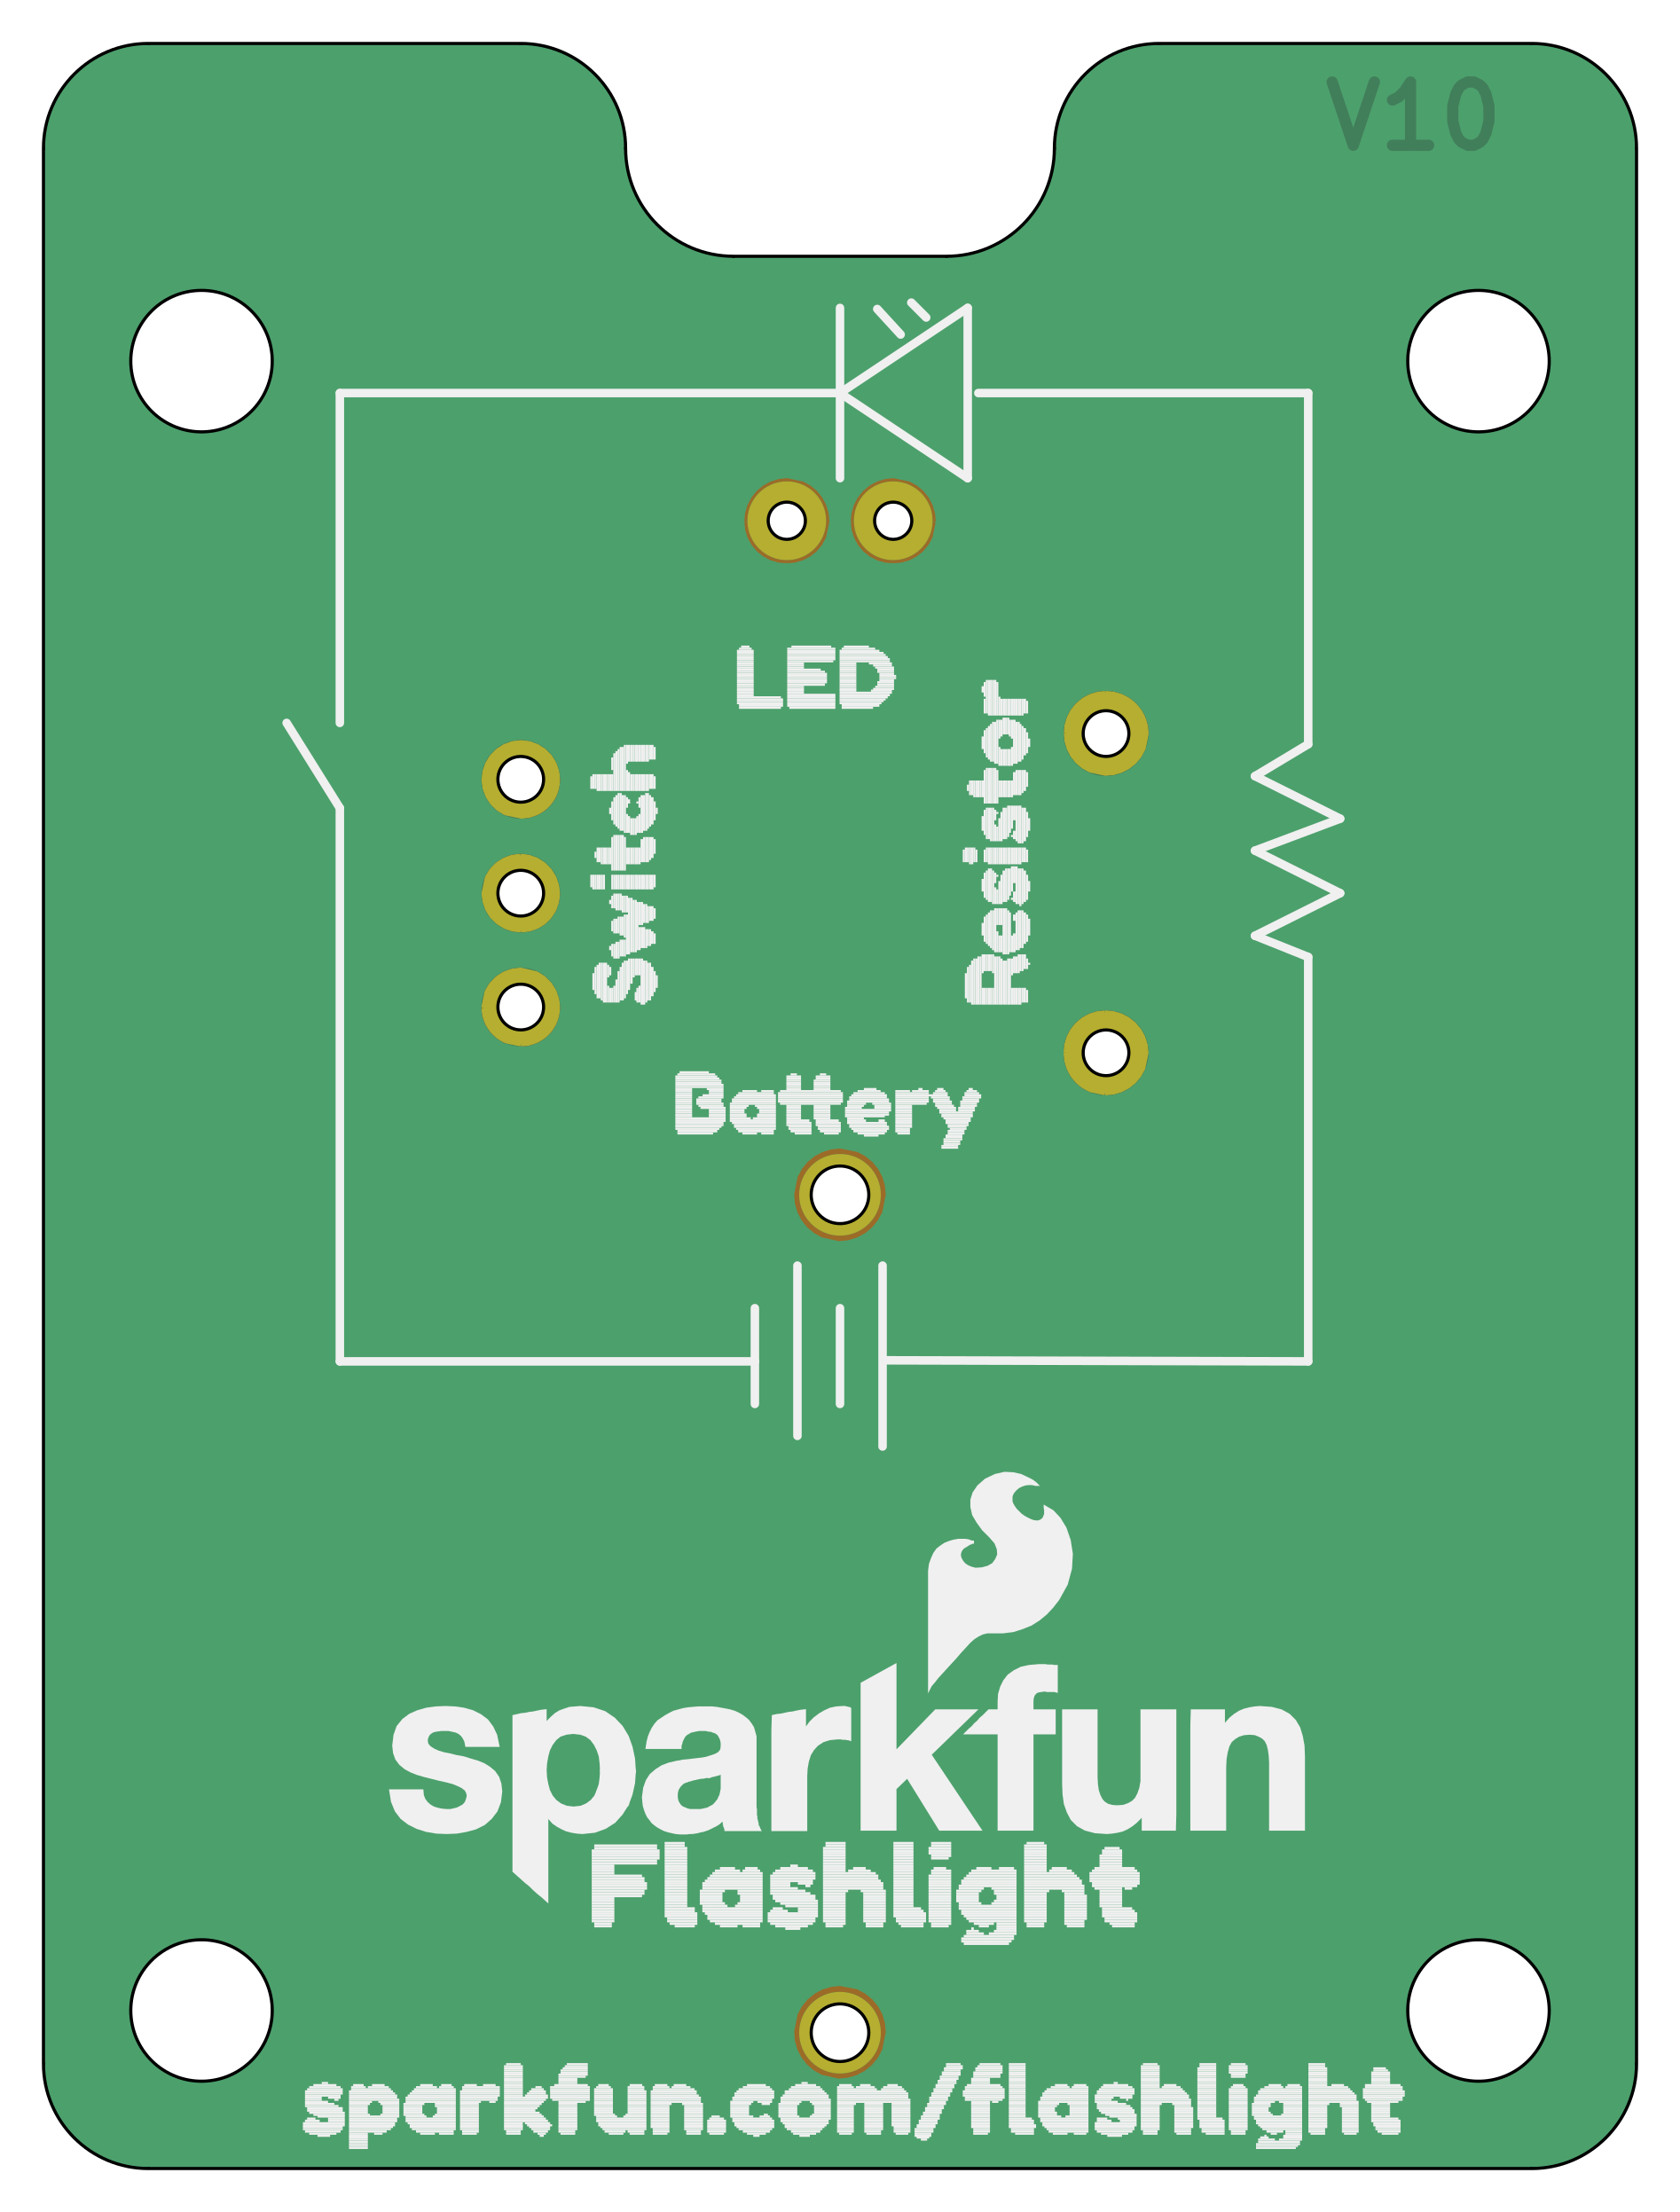 V10
LED
Switch
Resistor
Battery
sparkfun
Flashlight
sparkfun.com/flashlight